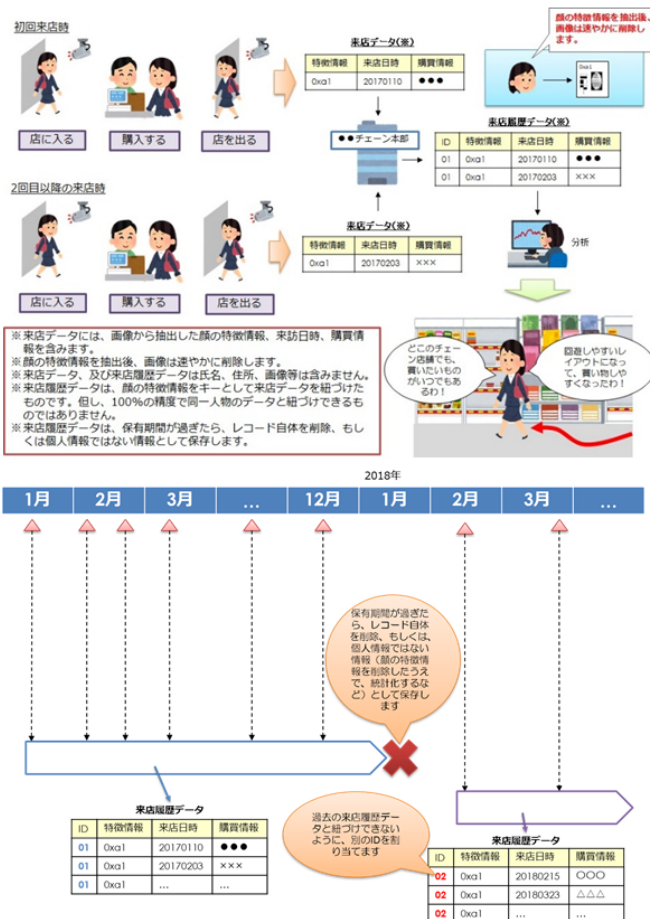 初回来店時
店に入る
購入する
店を出る
来店データ(※)
特徴情報 来店日時 購買情報
0xa1 20170110 ●●●
顔の特徴情報を抽出後、
画像は速やかに削除し
ます。
0xa1
●●チェーン本部
来店履歴データ(※)
ID 特徴情報 来店日時 購買情報
01 0xa1 20170110 ●●●
01 0xa1 20170203 ×××
2回目以降の来店時
店に入る
購入する
店を出る
来店データ(※)
特徴情報 来店日時 購買情報
0xa1 20170203 ×××
分析
どこのチェー
ン店舗でも、
買いたいもの
がいつでもあ
るわ！
回遊しやすいレ
イアウトになっ
て、買い物しや
すくなったわ！
※来店データには、画像から抽出した顔の特徴情報、来訪日時、購買情
報を含みます。
※顔の特徴情報を抽出後、画像は速やかに削除します。
※来店データ、及び来店履歴データは氏名、住所、画像等は含みません。
※来店履歴データは、顔の特徴情報をキーとして来店データを紐づけた
ものです。但し、100%の精度で同一人物のデータと紐づけできるも
のではありません。
※来店履歴データは、保有期間が過ぎたら、レコード自体を削除、もし
くは個人情報ではない情報として保存します。
2018年
1月 2月 3月 … 12月 1月 2月 3月 …
保有期間が過ぎた
ら、レコード自体
を削除、もしくは、
個人情報ではない
情報（顔の特徴情
報を削除したうえ
で、統計化するな
ど）として保存し
ます
来店履歴データ
ID 特徴情報 来店日時 購買情報
01 0xa1 20170110 ●●●
01 0xa1 20170203 ×××
01 0xa1 … …
過去の来店履歴デー
タと紐づけできない
ように、別のIDを割
り当てます
来店履歴データ
ID 特徴情報 来店日時 購買情報
02 0xa1 20180215 〇〇〇
02 0xa1 20180323 △△△
02 0xa1 … …